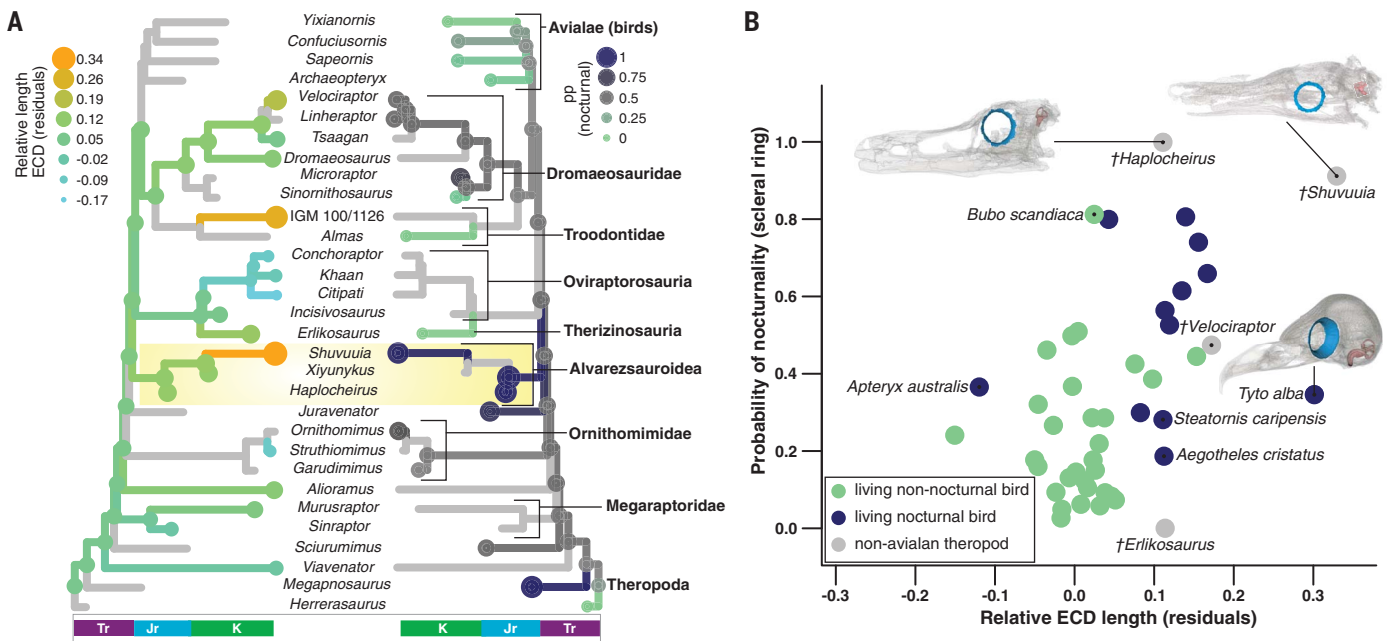 A
Relative length
ECD (residuals)
0.34
0.26
0.19
0.12
0.05
-0.02
-0.09
-0.17
Yixianornis
Confuciusornis
Sapeornis
Archaeopteryx
Velociraptor
Linheraptor
Tsaagan
Dromaeosaurus
Microraptor
Sinornithosaurus
IGM 100/1126
Almas
Conchoraptor
Khaan
Citipati
Incisivosaurus
Erlikosaurus
Shuvuuia
Xiyunykus
Haplocheirus
Juravenator
Ornithomimus
Struthiomimus
Garudimimus
Alioramus
Murusraptor
Sinraptor
Sciurumimus
Viavenator
Megapnosaurus
Herrerasaurus
Avialae (birds)
pp
(nocturnal)
1
0.75
0.5
0.25
0
Dromaeosauridae
Troodontidae
Oviraptorosauria
Therizinosauria
Alvarezsauroidea
Ornithomimidae
Megaraptoridae
Theropoda
Tr
Jr
K
K
Jr
Tr
B
Probability of nocturnality (scleral ring)
1.0
0.8
0.6
0.4
0.2
0.0
†Haplocheirus
†Shuvuuia
Bubo scandiaca
†Velociraptor
Apteryx australis
Tyto alba
Steatornis caripensis
Aegotheles cristatus
†Erlikosaurus
living non-nocturnal bird
living nocturnal bird
non-avialan theropod
-0.3
-0.1
0.0
0.1
0.2
0.3
Relative ECD length (residuals)